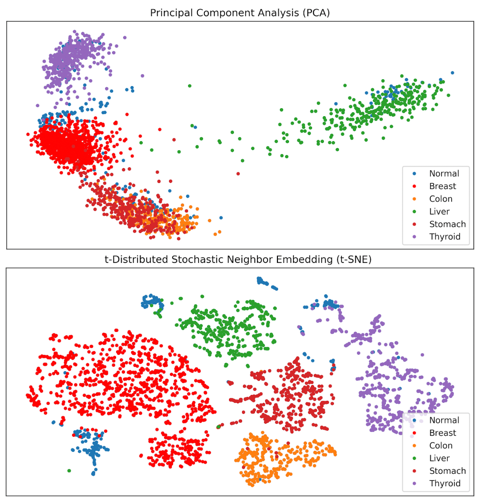 Principal Component Analysis (PCA)
Normal
Breast
Colon
Liver
Stomach
Thyroid
t-Distributed Stochastic Neighbor Embedding (t-SNE)
Normal
Breast
Colon
Liver
Stomach
Thyroid